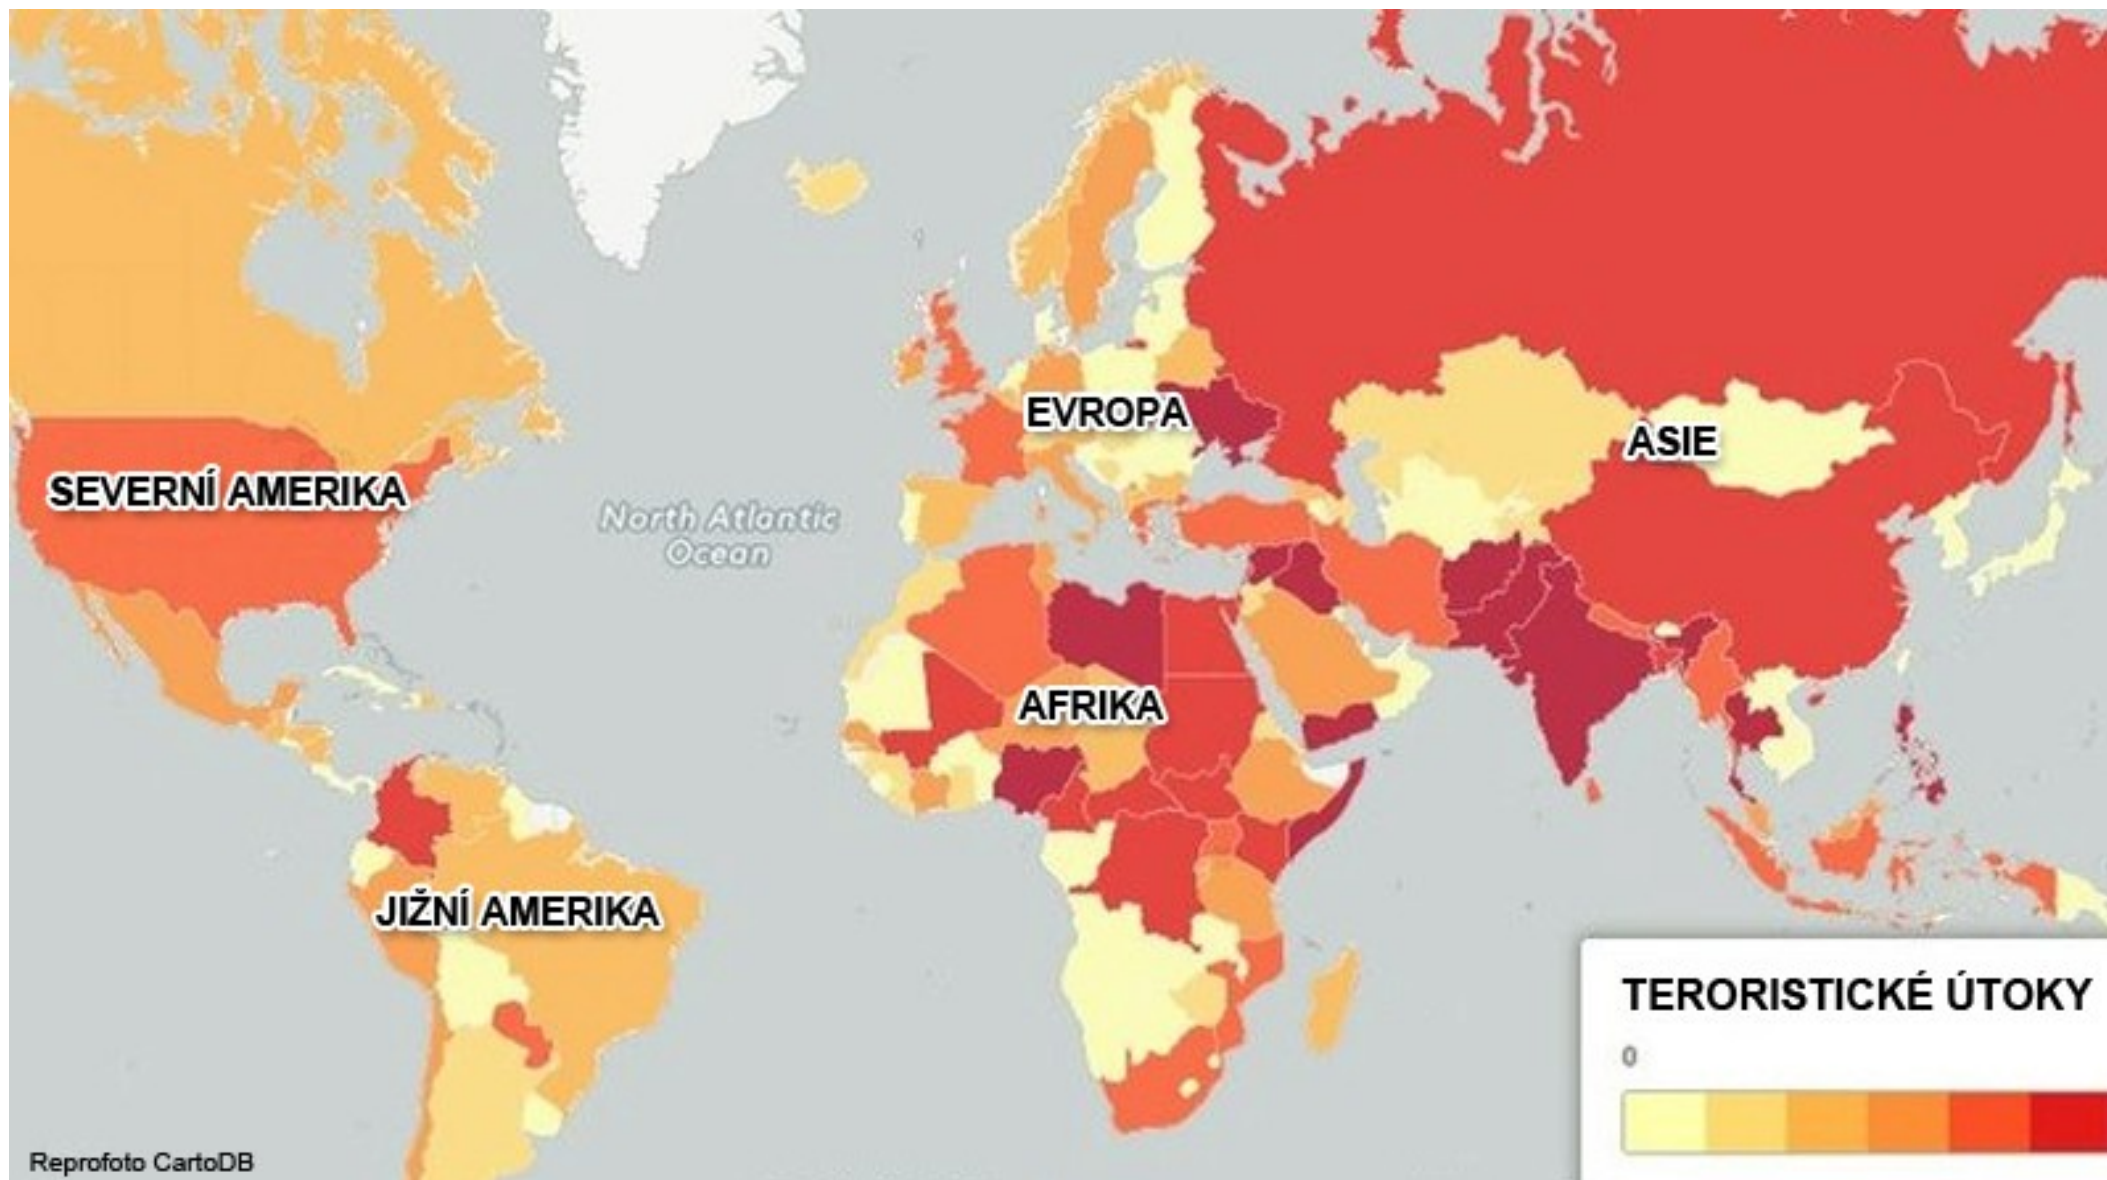 EVROPA
ASIE
SEVERNÍ AMERIKA
North Atlantic
Ocean
AFRIKA
JIŽNÍ AMERIKA
TERORISTICKÉ ÚTOKY
0
Reprofoto CartoDB